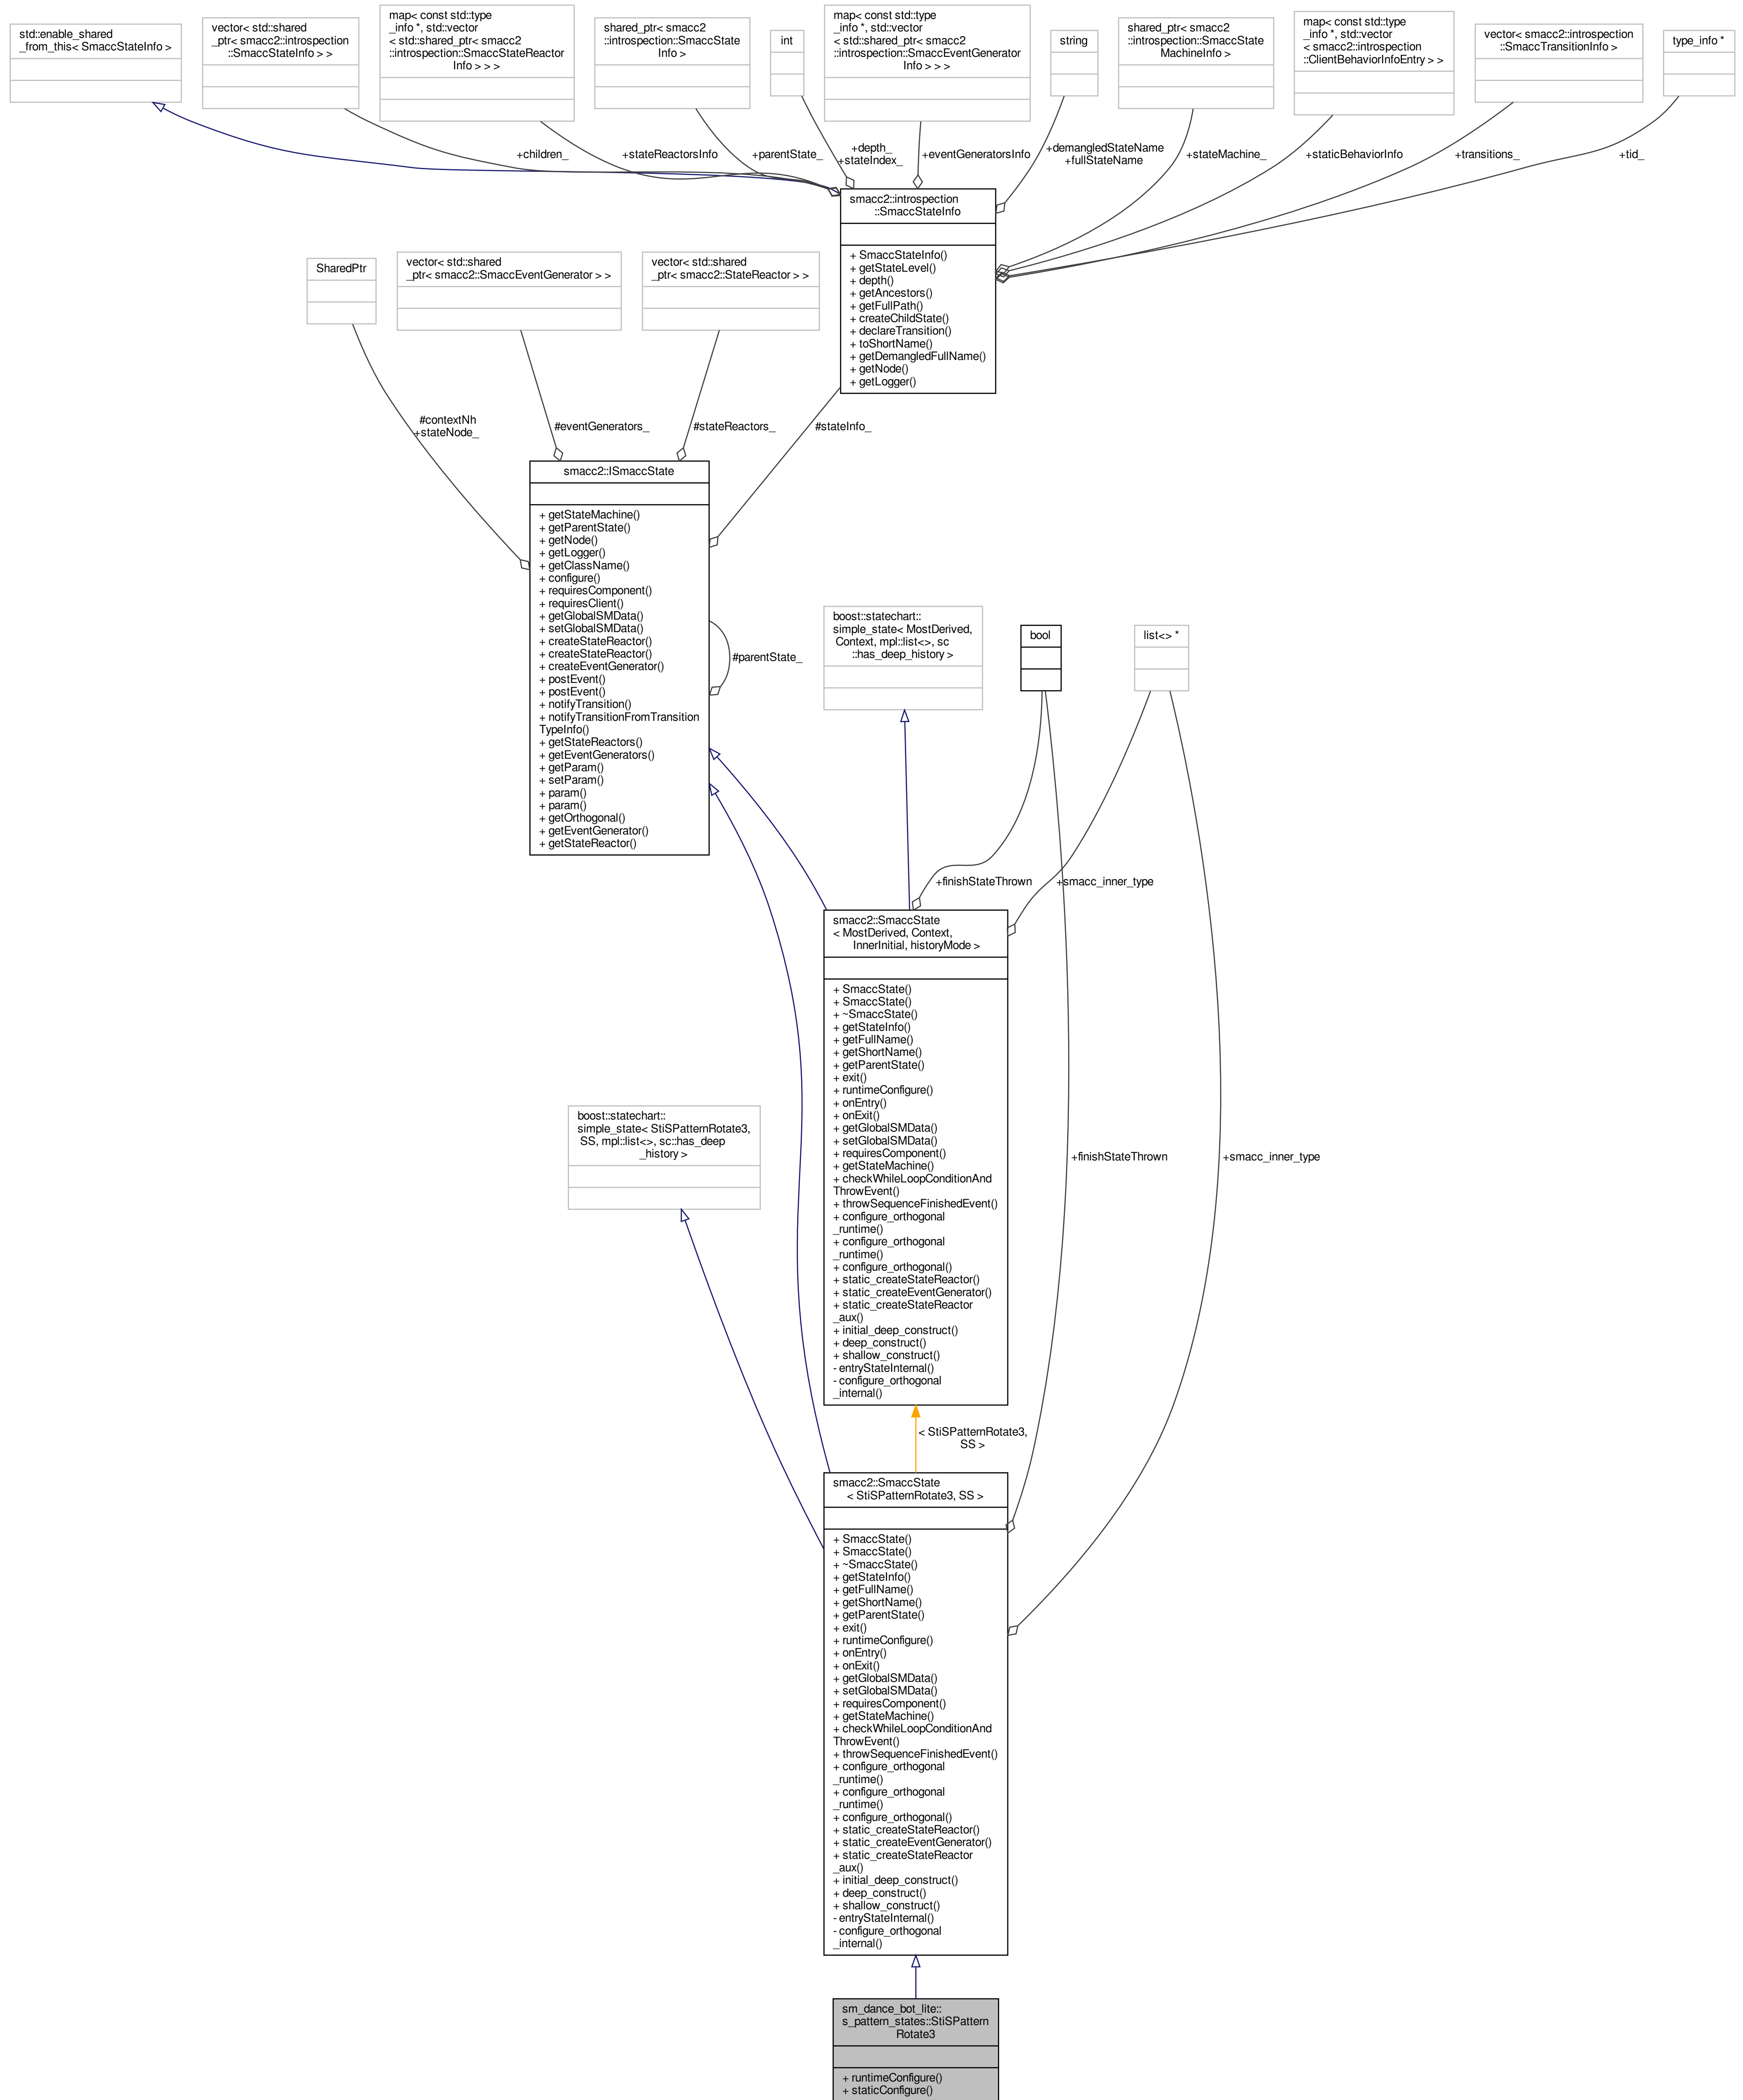 std::enable_shared
_from_this< SmaccStateInfo >
vector< std::shared
_ptr< smacc2::introspection
::SmaccStateInfo > >
map< const std::type
_info *, std::vector
< std::shared_ptr< smacc2
::introspection::SmaccStateReactor
Info > > >
shared_ptr< smacc2
::introspection::SmaccState
Info >
int
map< const std::type
_info *, std::vector
< std::shared_ptr< smacc2
::introspection::SmaccEventGenerator
Info > > >
string
shared_ptr< smacc2
::introspection::SmaccState
MachineInfo >
map< const std::type
_info *, std::vector
< smacc2::introspection
::ClientBehaviorInfoEntry > >
vector< smacc2::introspection
::SmaccTransitionInfo >
type_info *
+children_
+stateReactorsInfo
+parentState_
+depth_
+stateIndex_
+eventGeneratorsInfo
+demangledStateName
+fullStateName
+stateMachine_
+staticBehaviorInfo
+transitions_
+tid_
smacc2::introspection
::SmaccStateInfo
+ SmaccStateInfo()
+ getStateLevel()
+ depth()
+ getAncestors()
+ getFullPath()
+ createChildState()
+ declareTransition()
+ toShortName()
+ getDemangledFullName()
+ getNode()
+ getLogger()
SharedPtr
vector< std::shared
_ptr< smacc2::SmaccEventGenerator > >
vector< std::shared
_ptr< smacc2::StateReactor > >
#contextNh
+stateNode_
#eventGenerators_
#stateReactors_
#stateInfo_
smacc2::ISmaccState
+ getStateMachine()
+ getParentState()
+ getNode()
+ getLogger()
+ getClassName()
+ configure()
+ requiresComponent()
+ requiresClient()
+ getGlobalSMData()
+ setGlobalSMData()
+ createStateReactor()
+ createStateReactor()
+ createEventGenerator()
+ postEvent()
+ postEvent()
+ notifyTransition()
+ notifyTransitionFromTransition
TypeInfo()
+ getStateReactors()
+ getEventGenerators()
+ getParam()
+ setParam()
+ param()
+ param()
+ getOrthogonal()
+ getEventGenerator()
+ getStateReactor()
#parentState_
boost::statechart::
simple_state< MostDerived,
Context, mpl::list<>, sc
::has_deep_history >
bool
list<> *
+finishStateThrown
+smacc_inner_type
smacc2::SmaccState
< MostDerived, Context,
InnerInitial, historyMode >
+ SmaccState()
+ SmaccState()
+ ~SmaccState()
+ getStateInfo()
+ getFullName()
+ getShortName()
+ getParentState()
+ exit()
+ runtimeConfigure()
+ onEntry()
+ onExit()
+ getGlobalSMData()
+ setGlobalSMData()
+ requiresComponent()
+ getStateMachine()
+ checkWhileLoopConditionAnd
ThrowEvent()
+ throwSequenceFinishedEvent()
+ configure_orthogonal
_runtime()
+ configure_orthogonal
_runtime()
+ configure_orthogonal()
+ static_createStateReactor()
+ static_createEventGenerator()
+ static_createStateReactor
_aux()
+ initial_deep_construct()
+ deep_construct()
+ shallow_construct()
- entryStateInternal()
- configure_orthogonal
_internal()
boost::statechart::
simple_state< StiSPatternRotate3,
SS, mpl::list<>, sc::has_deep
_history >
+finishStateThrown
+smacc_inner_type
< StiSPatternRotate3,
SS >
smacc2::SmaccState
< StiSPatternRotate3, SS >
+ SmaccState()
+ SmaccState()
+ ~SmaccState()
+ getStateInfo()
+ getFullName()
+ getShortName()
+ getParentState()
+ exit()
+ runtimeConfigure()
+ onEntry()
+ onExit()
+ getGlobalSMData()
+ setGlobalSMData()
+ requiresComponent()
+ getStateMachine()
+ checkWhileLoopConditionAnd
ThrowEvent()
+ throwSequenceFinishedEvent()
+ configure_orthogonal
_runtime()
+ configure_orthogonal
_runtime()
+ configure_orthogonal()
+ static_createStateReactor()
+ static_createEventGenerator()
+ static_createStateReactor
_aux()
+ initial_deep_construct()
+ deep_construct()
+ shallow_construct()
- entryStateInternal()
- configure_orthogonal
_internal()
sm_dance_bot_lite::
s_pattern_states::StiSPattern
Rotate3
+ runtimeConfigure()
+ staticConfigure()